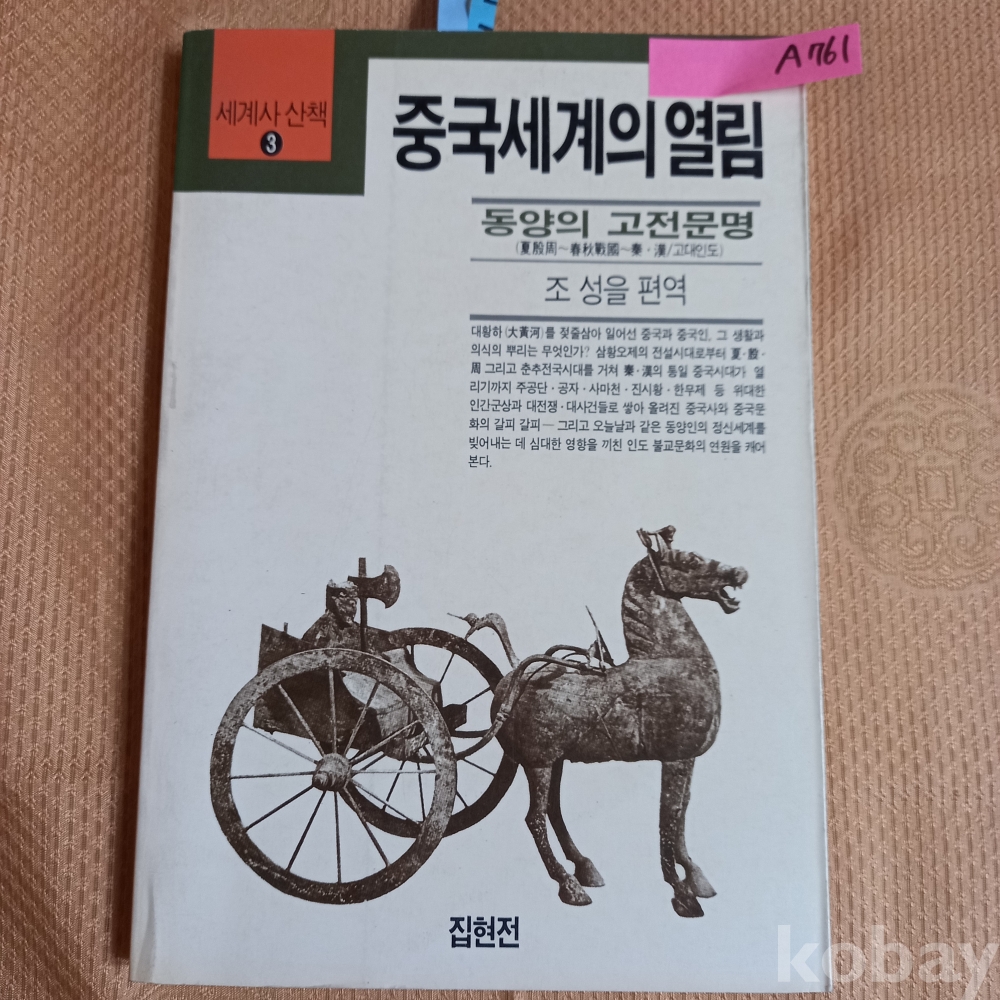 A761
세계사 산책
3
중국세계의 열림
동양의 고전문명
(夏殷周~春秋戰國~秦·漢/고대인도)
조 성을 편역
대황하(大黃河)를 젖줄삼아 일어선 중국과 중국인, 그 생활과
의식의 뿌리는 무엇인가? 삼황오제의 전설시대로부터 夏·殷·
周 그리고 춘추전국시대를 거쳐 秦·漢의 통일 중국시대가 열
리기까지 주공단·공자·사마천·진시황·한무제 등 위대한
인간군상과 대전쟁·대사건들로 쌓아 올려진 중국사와 중국문
화의 갈피 갈피— 그리고 오늘날과 같은 동양인의 정신세계를
빚어내는 데 심대한 영향을 끼친 인도 불교문화의 연원을 캐어
본다.
집현전
kobay